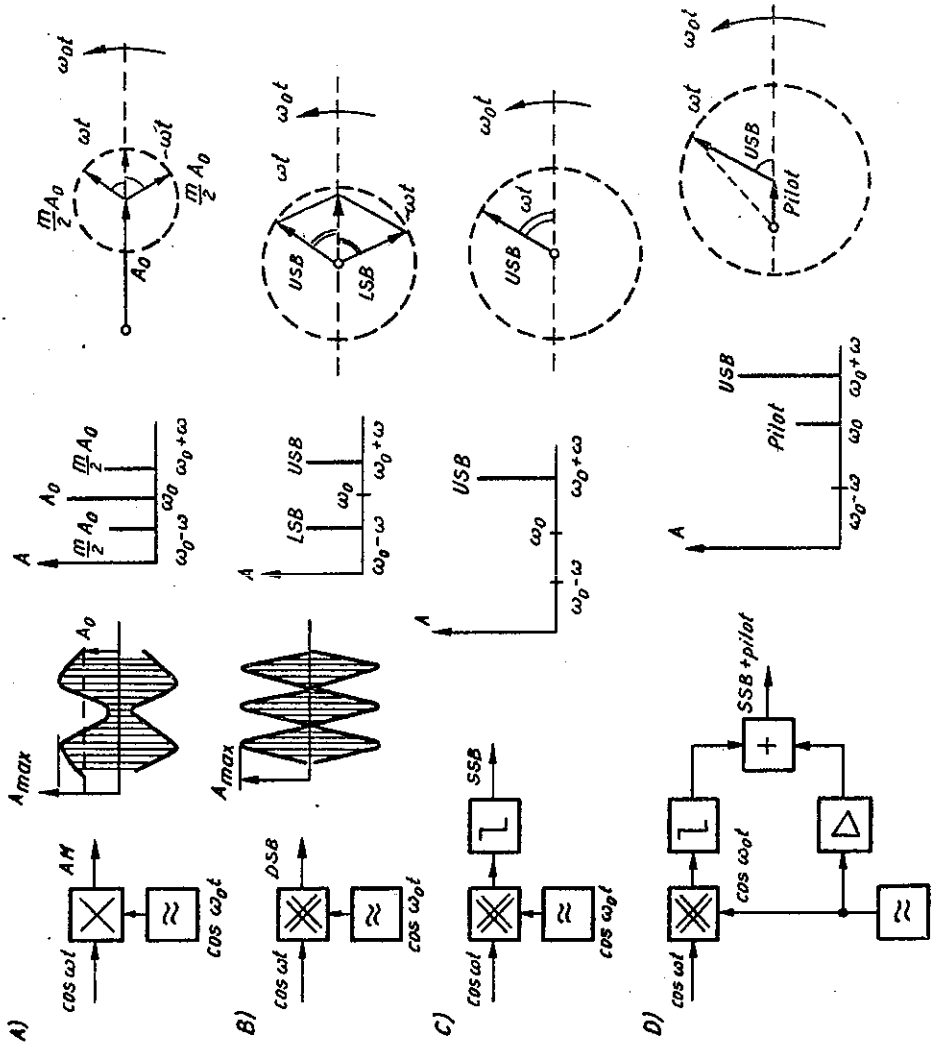 A)
cos ωt
AM
cos ω₀t
A max
A₀
A
m/2 A₀
A₀
m/2 A₀
ω₀-ω
ω₀
ω₀+ω
A₀
m/2 A₀
ωt
-ωt
m/2 A₀
ω₀t
B)
cos ωt
DSB
cos ω₀t
A max
A
LSB
USB
ω₀-ω
ω₀
ω₀+ω
USB
LSB
ωt
-ωt
ω₀t
C)
cos ωt
SSB
cos ω₀t
A
USB
ω₀-ω
ω₀
ω₀+ω
USB
ωt
ω₀t
D)
cos ωt
cos ω₀t
+
SSB+pilot
A
Pilot
USB
ω₀-ω
ω₀
ω₀+ω
Pilot
USB
ωt
ω₀t